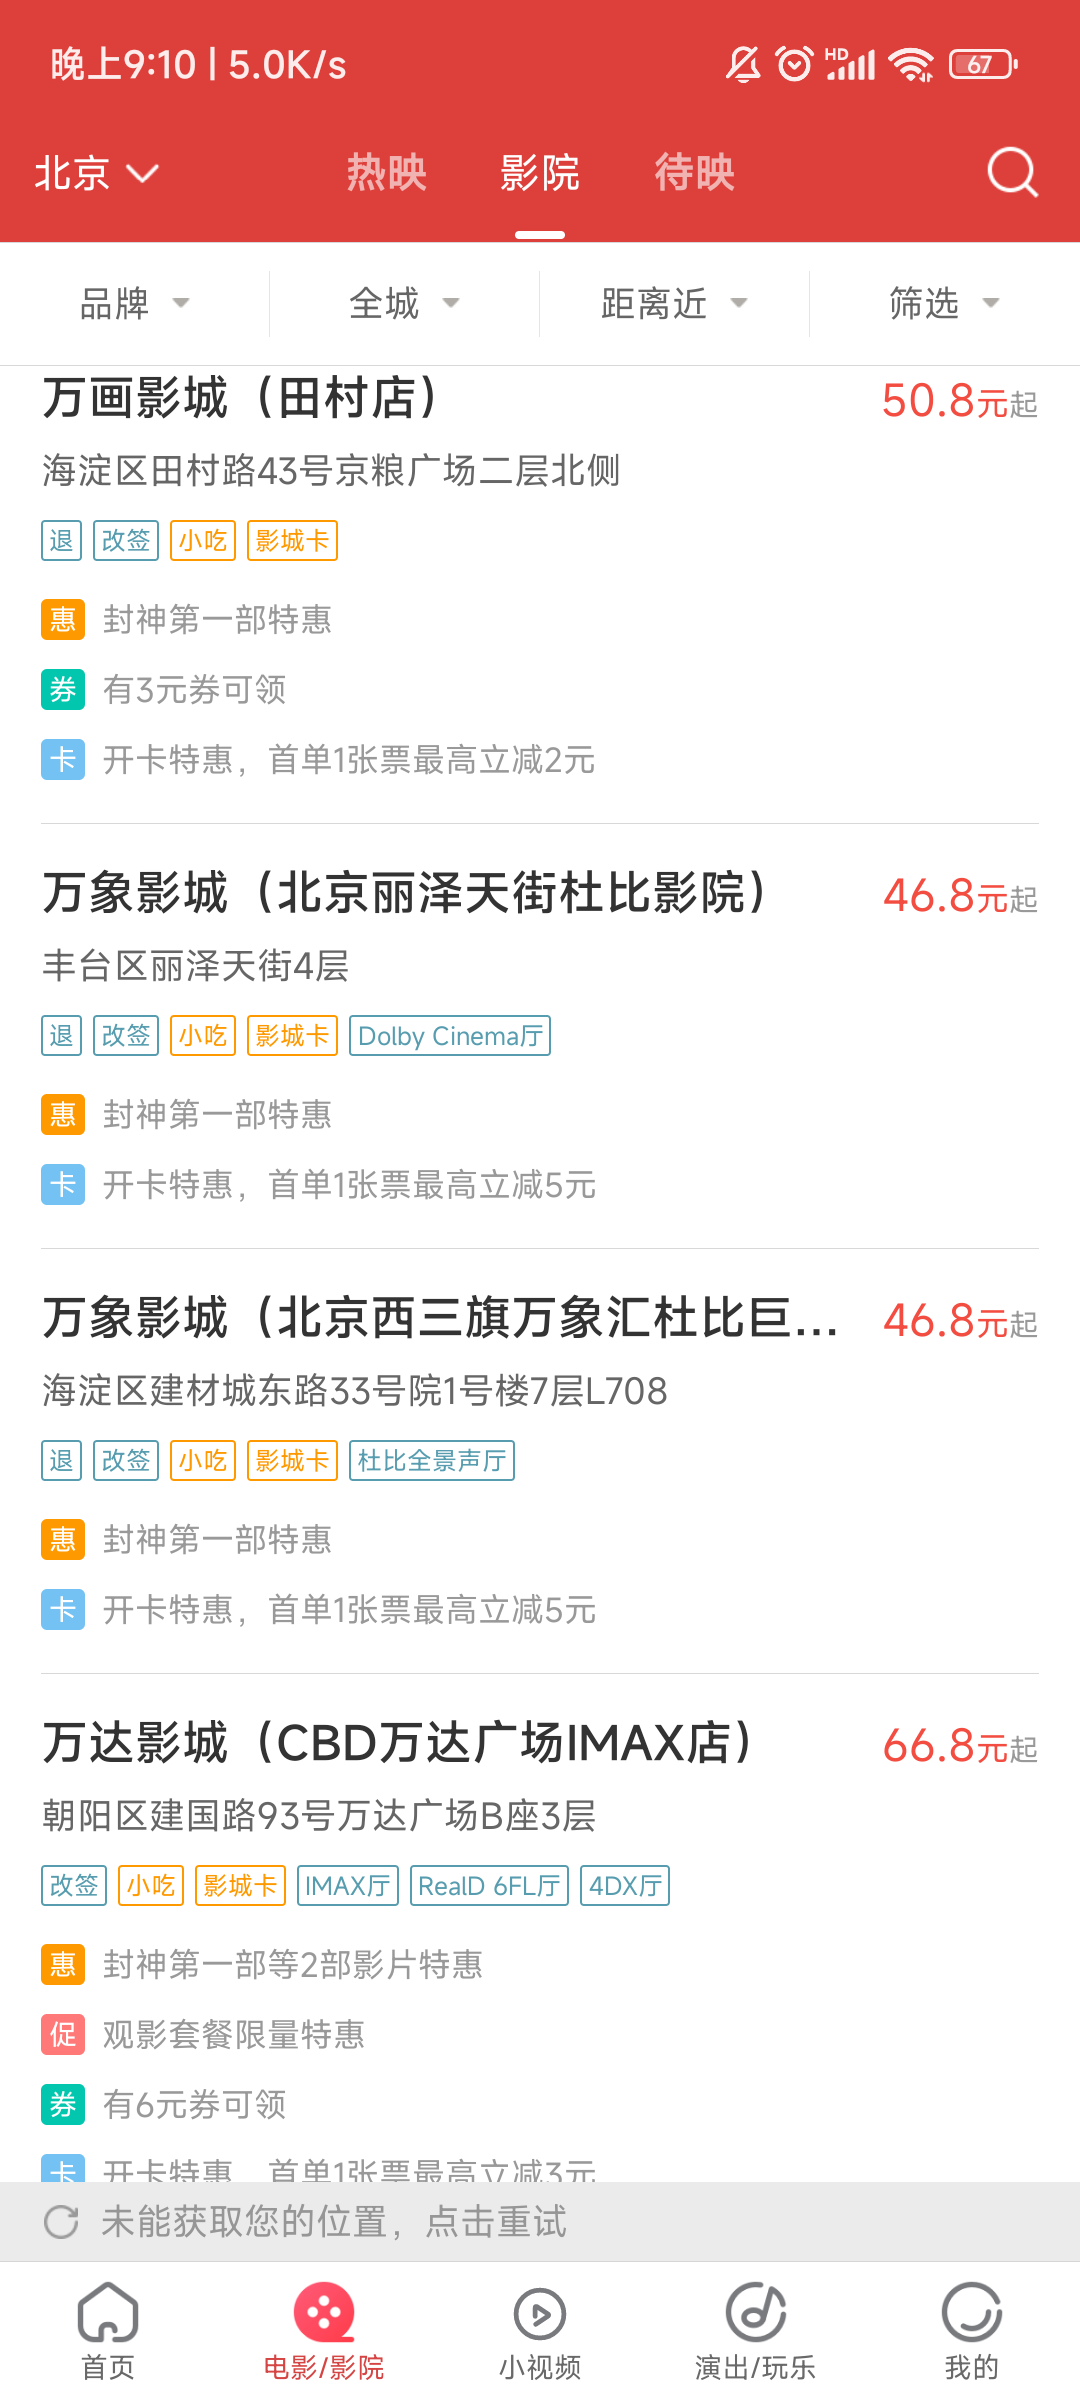 晚上9:10 | 5.0K/s
HD
67
北京 热映 影院 待映
品牌 全城 距离近 筛选
万画影城（田村店） 50.8元起
海淀区田村路43号京粮广场二层北侧
退 改签 小吃 影城卡
惠 封神第一部特惠
券 有3元券可领
卡 开卡特惠，首单1张票最高立减2元
万象影城（北京丽泽天街杜比影院） 46.8元起
丰台区丽泽天街4层
退 改签 小吃 影城卡 Dolby Cinema厅
惠 封神第一部特惠
卡 开卡特惠，首单1张票最高立减5元
万象影城（北京西三旗万象汇杜比巨... 46.8元起
海淀区建材城东路33号院1号楼7层L708
退 改签 小吃 影城卡 杜比全景声厅
惠 封神第一部特惠
卡 开卡特惠，首单1张票最高立减5元
万达影城（CBD万达广场IMAX店） 66.8元起
朝阳区建国路93号万达广场B座3层
改签 小吃 影城卡 IMAX厅 RealD 6FL厅 4DX厅
惠 封神第一部等2部影片特惠
促 观影套餐限量特惠
券 有6元券可领
卡 开卡特惠，首单1张票最高立减3元
未能获取您的位置，点击重试
首页 电影/影院 小视频 演出/玩乐 我的